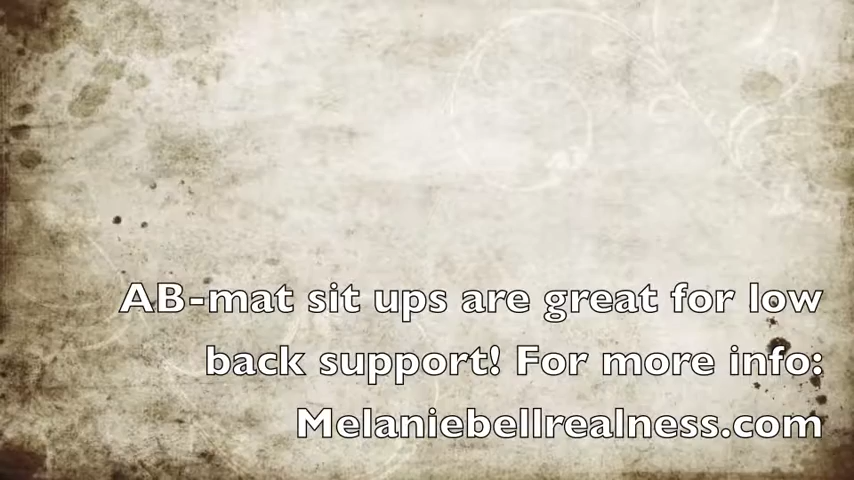 AB-mat sit ups are great for low
back support! For more info:
Melaniebellrealness.com